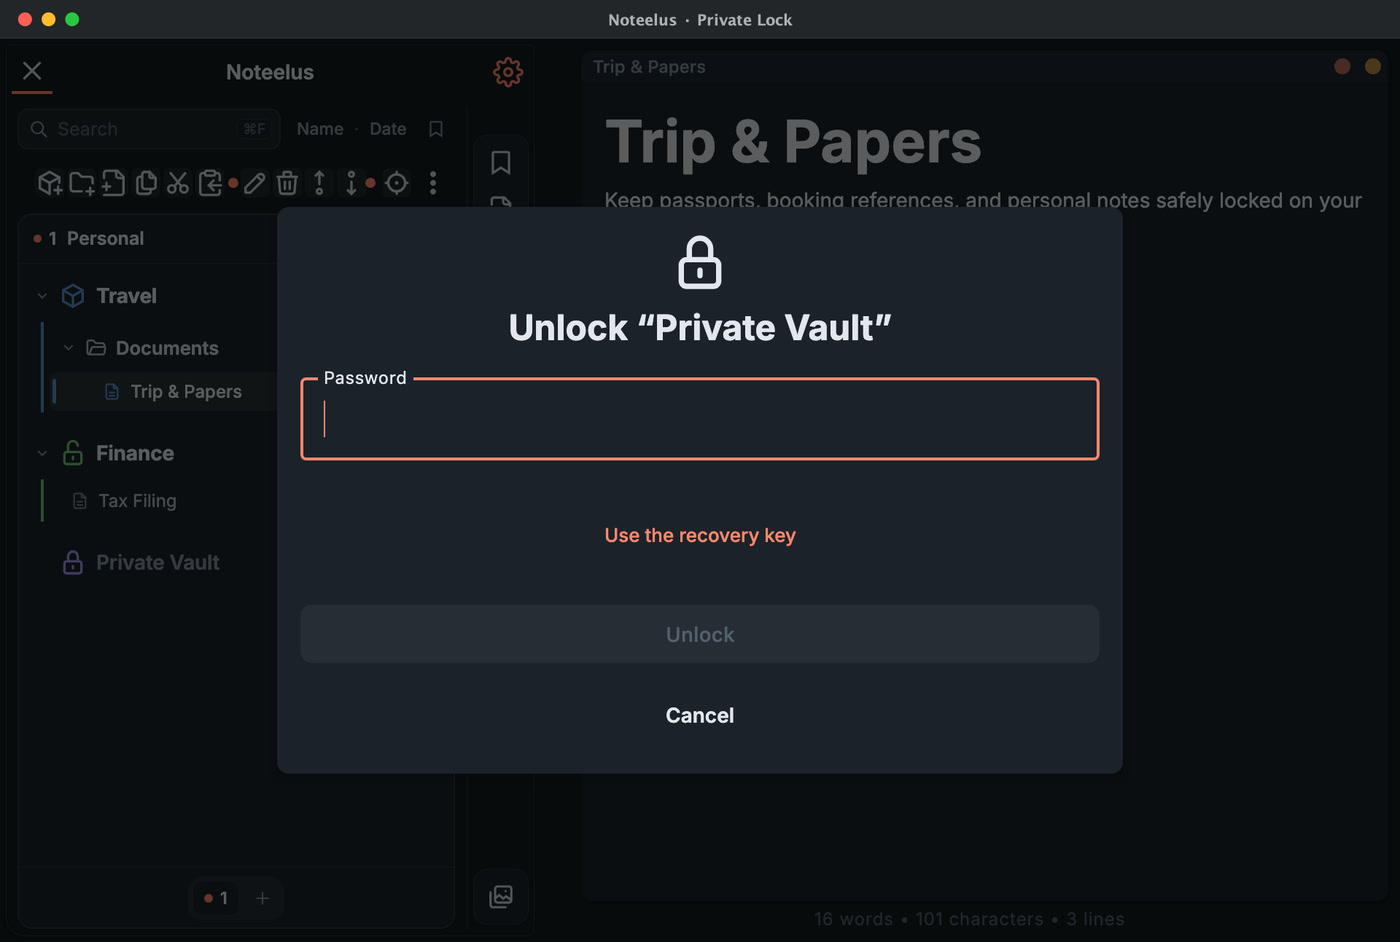 Noteelus · Private Lock
Noteelus
Search ⌘F
Name · Date
1 Personal
Travel
Documents
Trip & Papers
Finance
Tax Filing
Private Vault
1 +
Trip & Papers
Trip & Papers
Keep passports, booking references, and personal notes safely locked on your
16 words • 101 characters • 3 lines
Unlock “Private Vault”
Password
Use the recovery key
Unlock
Cancel